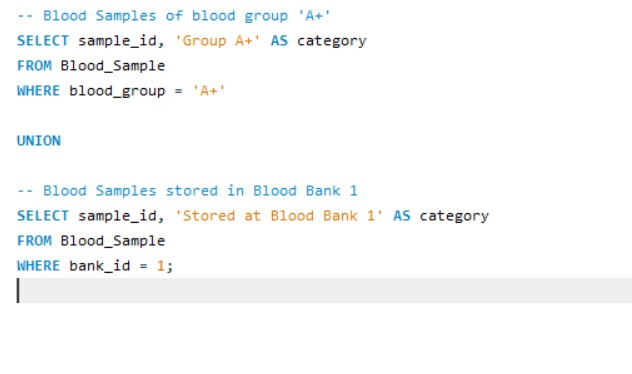 -- Blood Samples of blood group 'A+'
SELECT sample_id, 'Group A+' AS category
FROM Blood_Sample
WHERE blood_group = 'A+'
UNION
-- Blood Samples stored in Blood Bank 1
SELECT sample_id, 'Stored at Blood Bank 1' AS category
FROM Blood_Sample
WHERE bank_id = 1;